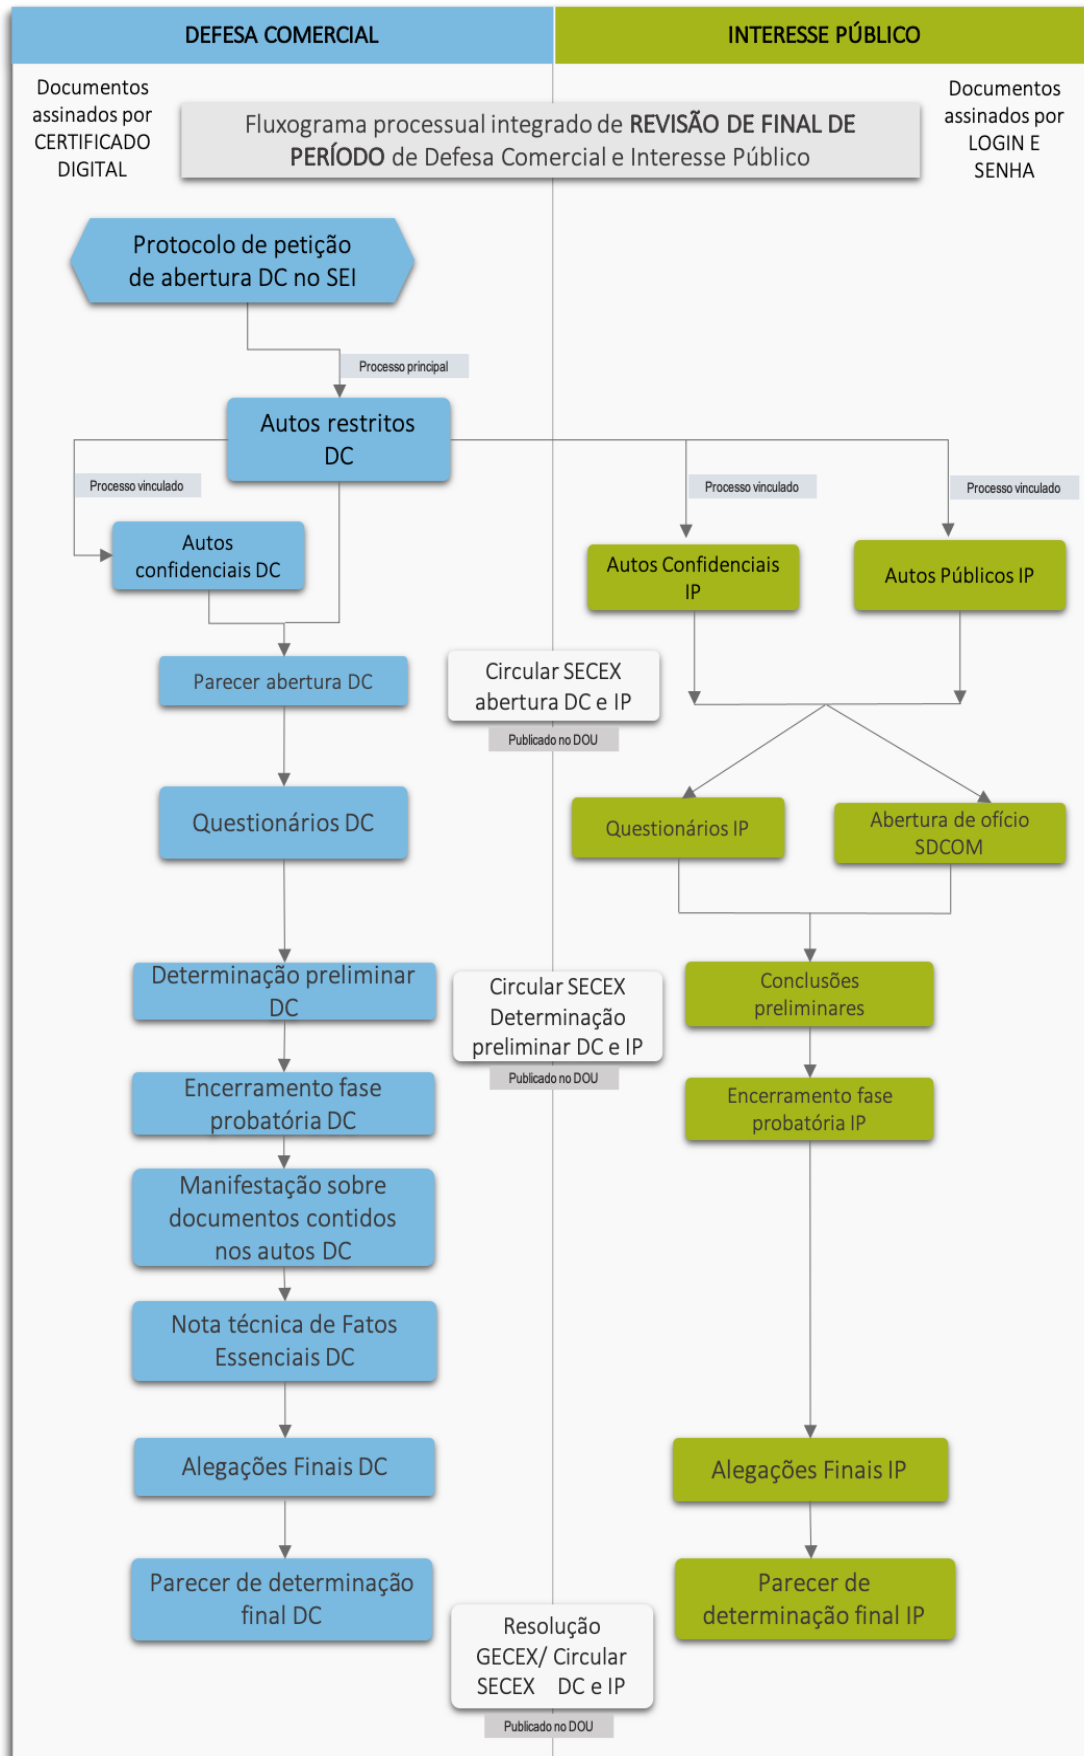 DEFESA COMERCIAL
INTERESSE PÚBLICO
Documentos
assinados por
CERTIFICADO
DIGITAL
Fluxograma processual integrado de REVISÃO DE FINAL DE
PERÍODO de Defesa Comercial e Interesse Público
Documentos
assinados por
LOGIN E
SENHA
Protocolo de petição
de abertura DC no SEI
Processo principal
Autos restritos
DC
Processo vinculado
Processo vinculado
Processo vinculado
Autos
confidenciais DC
Autos Confidenciais
IP
Autos Públicos IP
Parecer abertura DC
Circular SECEX
abertura DC e IP
Publicado no DOU
Questionários DC
Questionários IP
Abertura de ofício
SDCOM
Determinação preliminar
DC
Circular SECEX
Determinação
preliminar DC e IP
Publicado no DOU
Conclusões
preliminares
Encerramento fase
probatória DC
Encerramento fase
probatória IP
Manifestação sobre
documentos contidos
nos autos DC
Nota técnica de Fatos
Essenciais DC
Alegações Finais DC
Alegações Finais IP
Parecer de determinação
final DC
Parecer de
determinação final IP
Resolução
GECEX/ Circular
SECEX DC e IP
Publicado no DOU